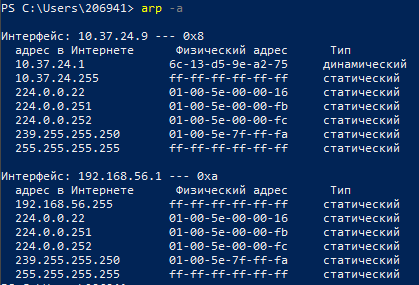 PS C:\Users\206941> arp -a
Интерфейс: 10.37.24.9 --- 0x8
адрес в Интернете Физический адрес Тип
10.37.24.1 6c-13-d5-9e-a2-75 динамический
10.37.24.255 ff-ff-ff-ff-ff-ff статический
224.0.0.22 01-00-5e-00-00-16 статический
224.0.0.251 01-00-5e-00-00-fb статический
224.0.0.252 01-00-5e-00-00-fc статический
239.255.255.250 01-00-5e-7f-ff-fa статический
255.255.255.255 ff-ff-ff-ff-ff-ff статический
Интерфейс: 192.168.56.1 --- 0xa
адрес в Интернете Физический адрес Тип
192.168.56.255 ff-ff-ff-ff-ff-ff статический
224.0.0.22 01-00-5e-00-00-16 статический
224.0.0.251 01-00-5e-00-00-fb статический
224.0.0.252 01-00-5e-00-00-fc статический
239.255.255.250 01-00-5e-7f-ff-fa статический
255.255.255.255 ff-ff-ff-ff-ff-ff статический